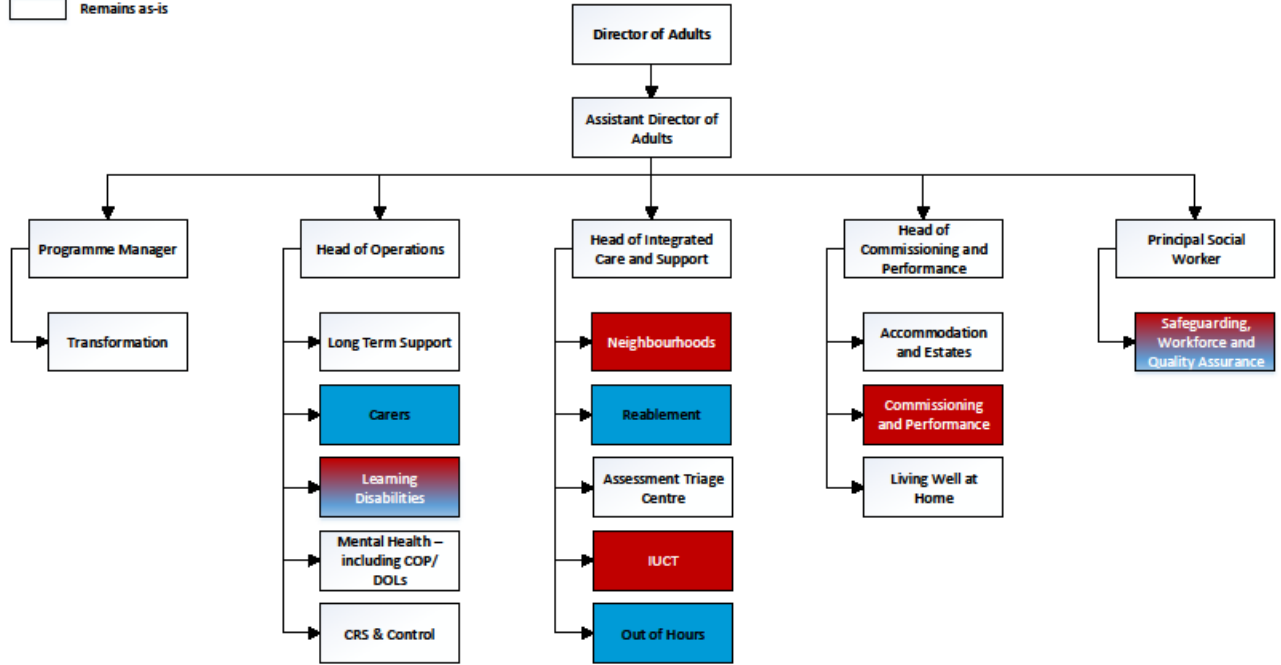 Remains as-is
Director of Adults
Assistant Director of
Adults
Programme Manager
Head of Operations
Head of Integrated
Care and Support
Head of
Commissioning and
Performance
Principal Social
Worker
Transformation
Long Term Support
Neighbourhoods
Accommodation
and Estates
Safeguarding,
Workforce and
Quality Assurance
Carers
Reablement
Commissioning
and Performance
Learning
Disabilities
Assessment Triage
Centre
Living Well at
Home
Mental Health –
including COP/
DOLs
IUCT
CRS & Control
Out of Hours